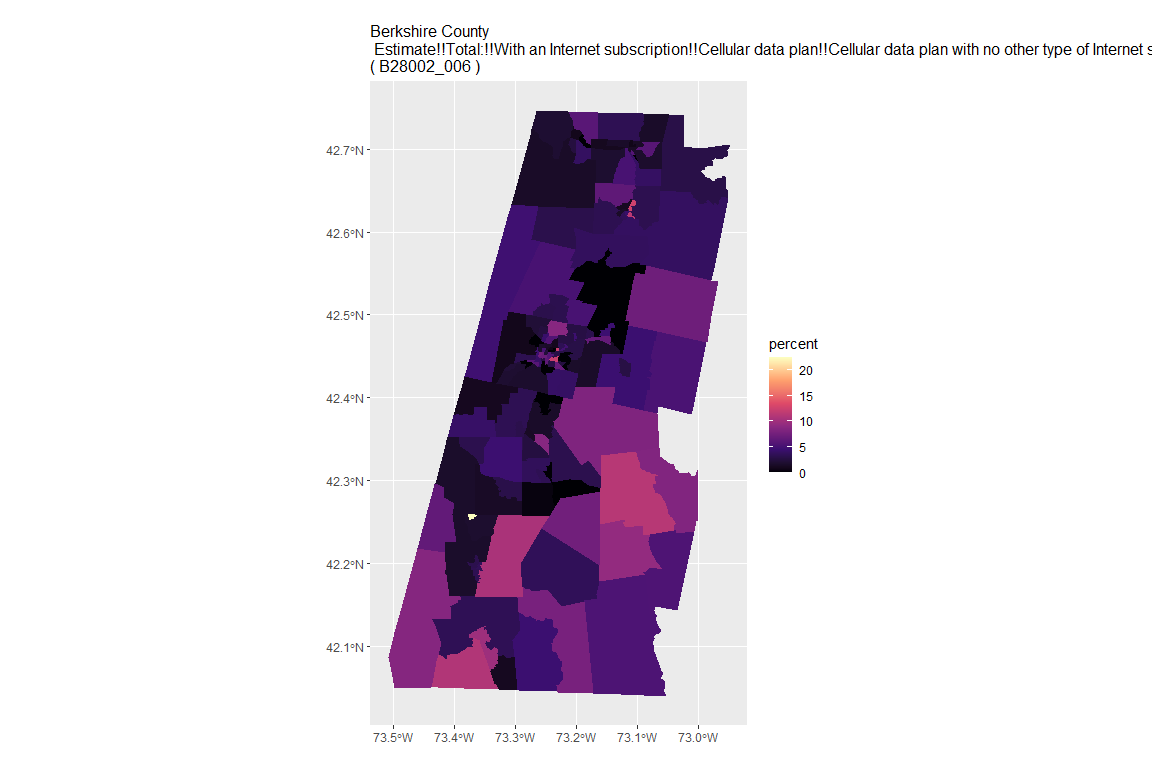 Berkshire County
Estimate!!Total:!!With an Internet subscription!!Cellular data plan!!Cellular data plan with no other type of Internet s
( B28002_006 )
42.7°N
42.6°N
42.5°N
42.4°N
42.3°N
42.2°N
42.1°N
73.5°W 73.4°W 73.3°W 73.2°W 73.1°W 73.0°W
percent
20
15
10
5
0